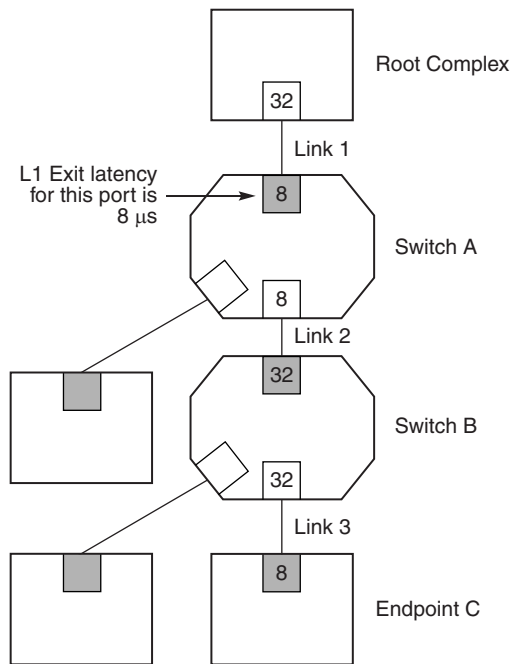 Root Complex
32
Link 1
L1 Exit latency
for this port is
8 μs
8
Switch A
8
Link 2
32
Switch B
32
Link 3
8
Endpoint C